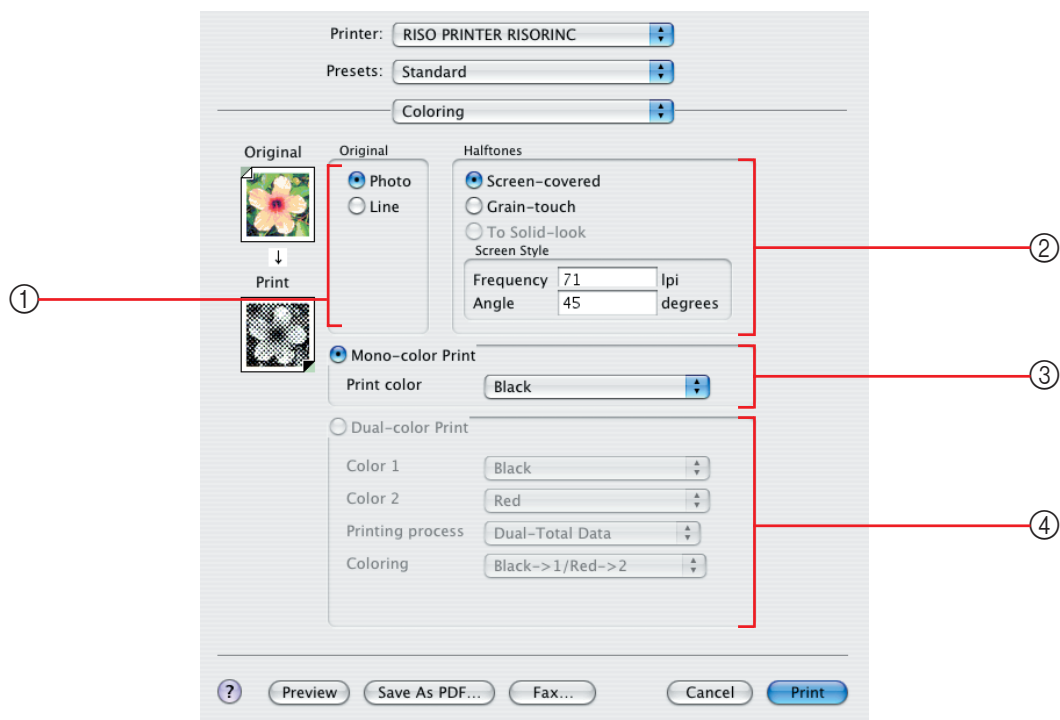 Printer: RISO PRINTER RISORINC
Presets: Standard
Coloring
Original
Print
Original
Photo
Line
Halftones
Screen-covered
Grain-touch
To Solid-look
Screen Style
Frequency 71 lpi
Angle 45 degrees
①
②
Mono-color Print
Print color Black
③
Dual-color Print
Color 1 Black
Color 2 Red
Printing process Dual-Total Data
Coloring Black->1/Red->2
④
? Preview Save As PDF... Fax... Cancel Print